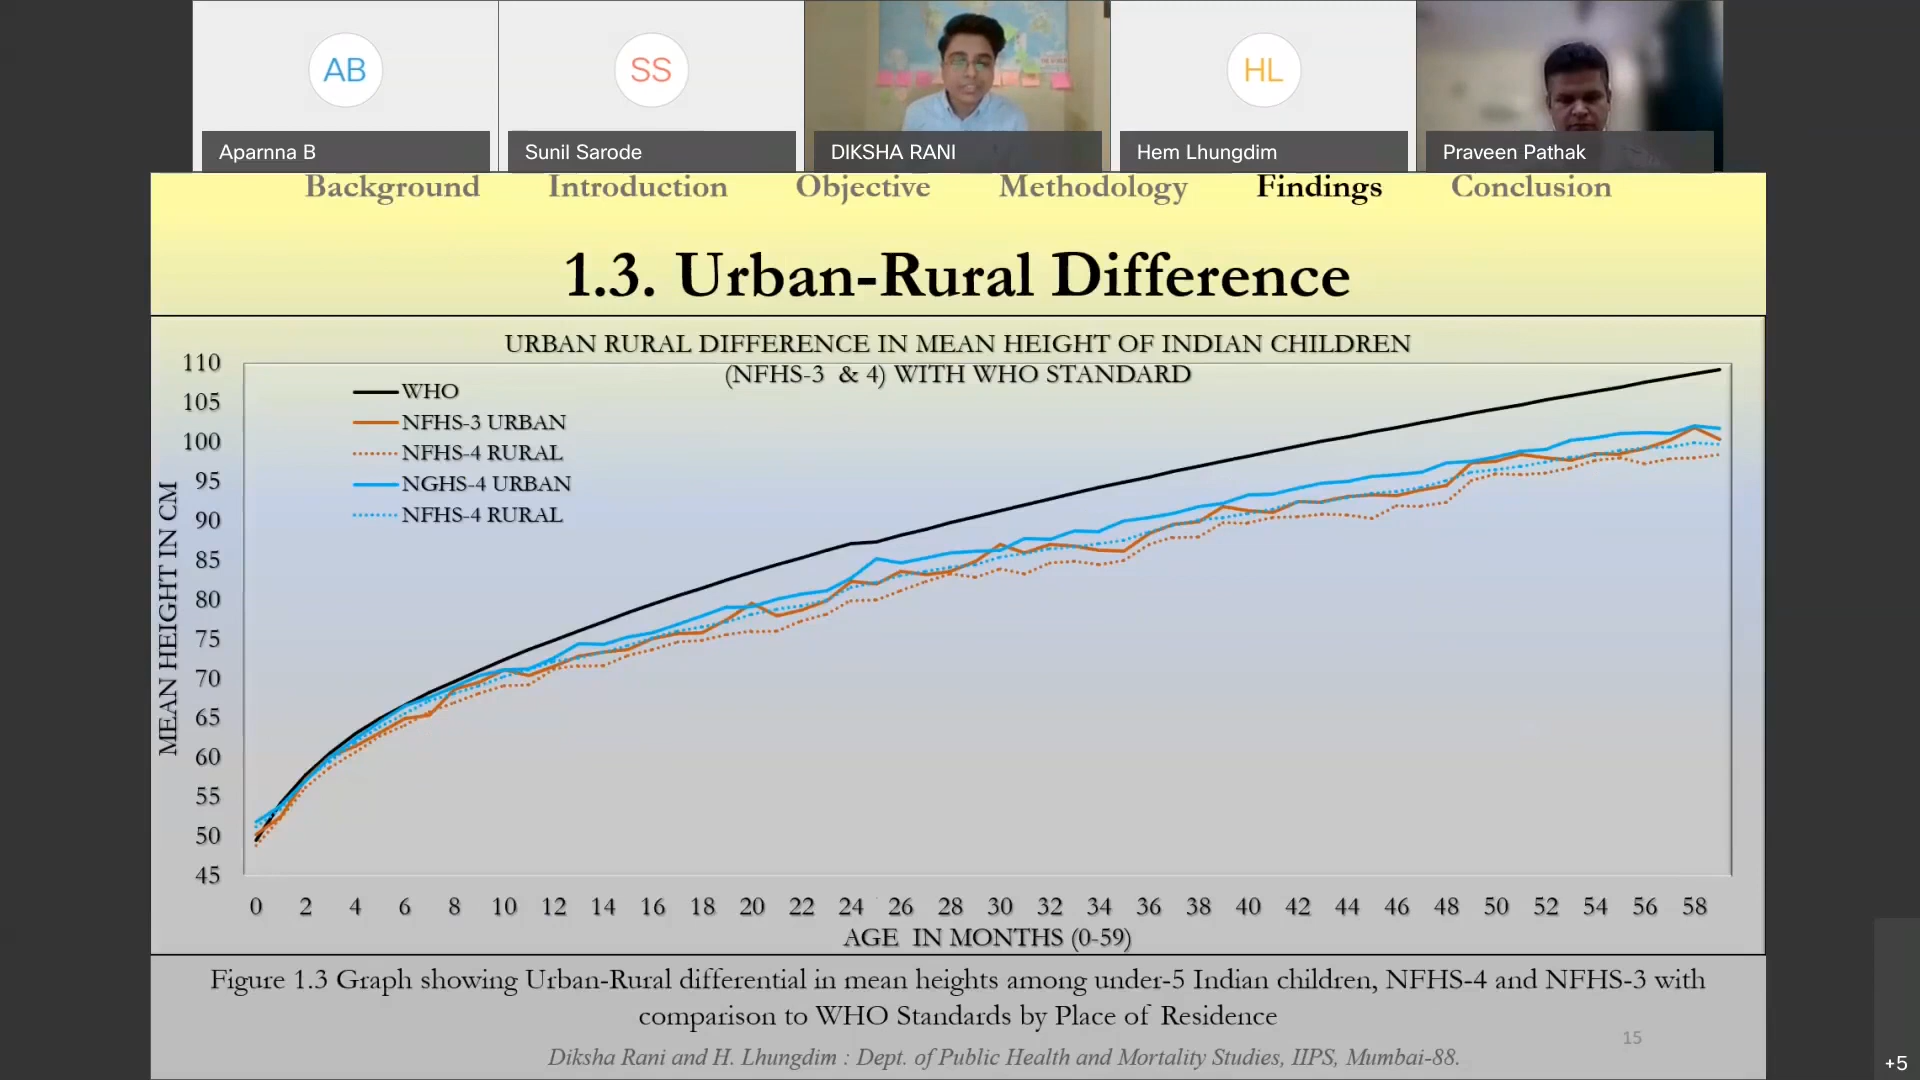 AB
SS
HL
Aparnna B
Sunil Sarode
DIKSHA RANI
Hem Lhungdim
Praveen Pathak
Background Introduction Objective Methodology Findings Conclusion
1.3. Urban-Rural Difference
URBAN RURAL DIFFERENCE IN MEAN HEIGHT OF INDIAN CHILDREN
(NFHS-3 & 4) WITH WHO STANDARD
WHO
NFHS-3 URBAN
NFHS-4 RURAL
NGHS-4 URBAN
NFHS-4 RURAL
MEAN HEIGHT IN CM
110
105
100
95
90
85
80
75
70
65
60
55
50
45
0 2 4 6 8 10 12 14 16 18 20 22 24 26 28 30 32 34 36 38 40 42 44 46 48 50 52 54 56 58
AGE IN MONTHS (0-59)
Figure 1.3 Graph showing Urban-Rural differential in mean heights among under-5 Indian children, NFHS-4 and NFHS-3 with
comparison to WHO Standards by Place of Residence
15
Diksha Rani and H. Lhungdim : Dept. of Public Health and Mortality Studies, IIPS, Mumbai-88.
+5